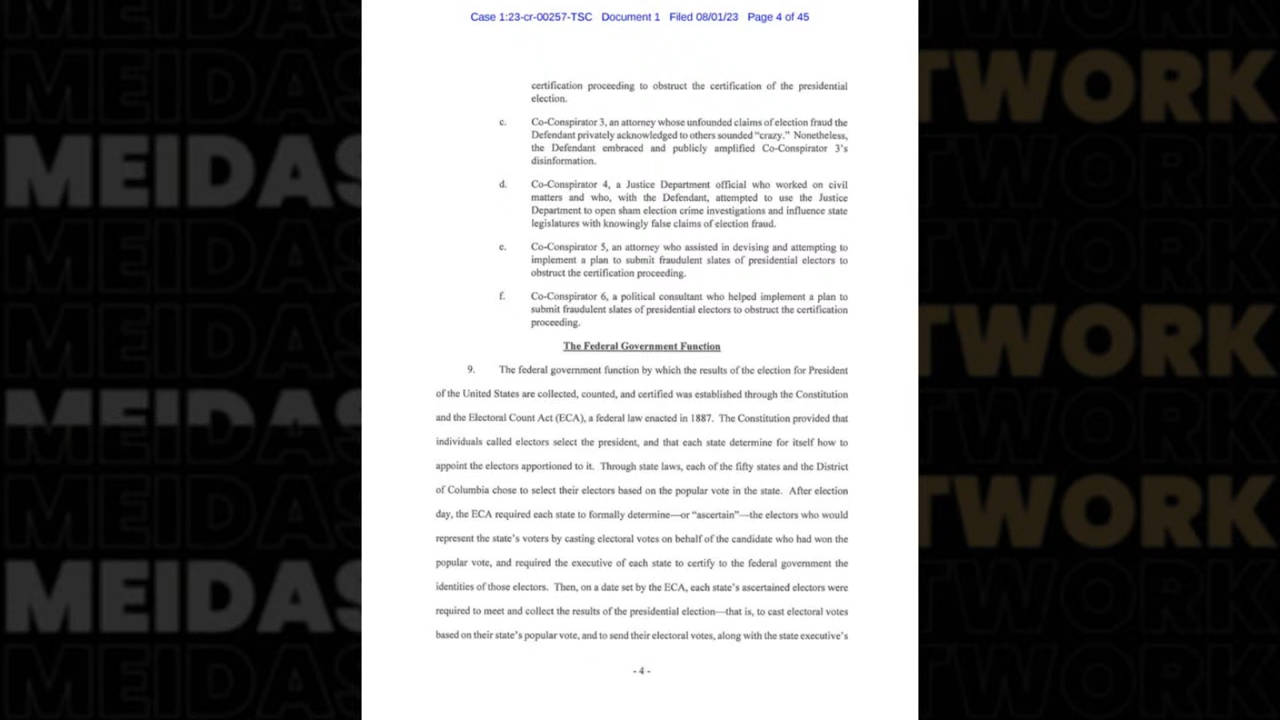 Case 1:23-cr-00257-TSC Document 1 Filed 08/01/23 Page 4 of 45
certification proceeding to obstruct the certification of the presidential
election.
c. Co-Conspirator 3, an attorney whose unfounded claims of election fraud the
Defendant privately acknowledged to others sounded “crazy.” Nonetheless,
the Defendant embraced and publicly amplified Co-Conspirator 3’s
disinformation.
d. Co-Conspirator 4, a Justice Department official who worked on civil
matters and who, with the Defendant, attempted to use the Justice
Department to open sham election crime investigations and influence state
legislatures with knowingly false claims of election fraud.
e. Co-Conspirator 5, an attorney who assisted in devising and attempting to
implement a plan to submit fraudulent slates of presidential electors to
obstruct the certification proceeding.
f. Co-Conspirator 6, a political consultant who helped implement a plan to
submit fraudulent slates of presidential electors to obstruct the certification
proceeding.
The Federal Government Function
9. The federal government function by which the results of the election for President
of the United States are collected, counted, and certified was established through the Constitution
and the Electoral Count Act (ECA), a federal law enacted in 1887. The Constitution provided that
individuals called electors select the president, and that each state determine for itself how to
appoint the electors apportioned to it. Through state laws, each of the fifty states and the District
of Columbia chose to select their electors based on the popular vote in the state. After election
day, the ECA required each state to formally determine—or “ascertain”—the electors who would
represent the state’s voters by casting electoral votes on behalf of the candidate who had won the
popular vote, and required the executive of each state to certify to the federal government the
identities of those electors. Then, on a date set by the ECA, each state’s ascertained electors were
required to meet and collect the results of the presidential election—that is, to cast electoral votes
based on their state’s popular vote, and to send their electoral votes, along with the state executive’s
- 4 -
MEIDAS
MEIDAS
MEIDAS
MEIDAS
MEIDAS
MEIDAS
MEIDAS
MEIDAS
TWORK
TWORK
TWORK
TWORK
TWORK
TWORK
TWORK